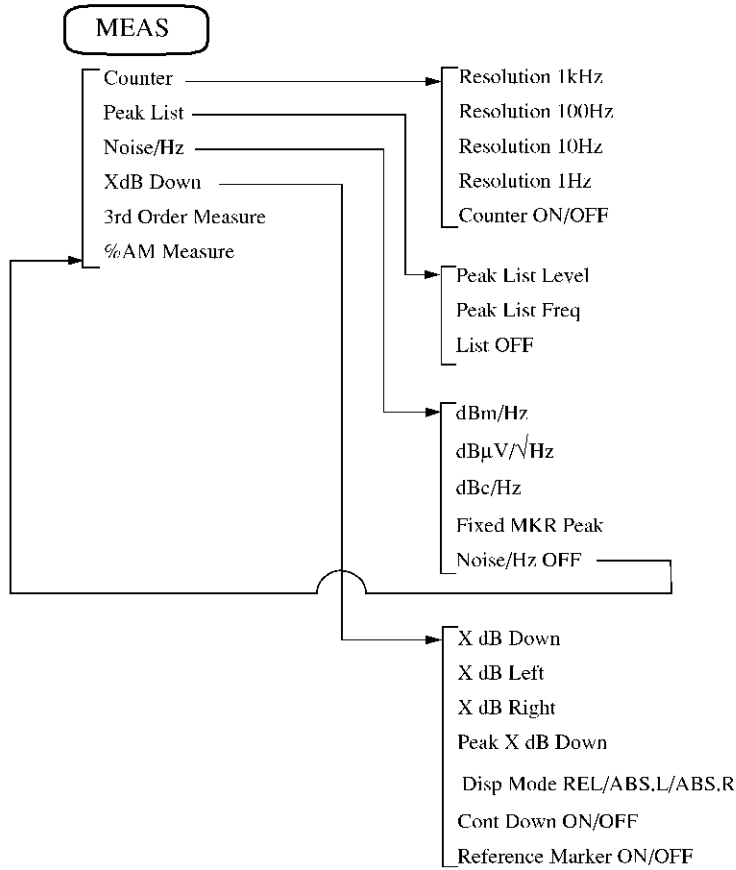 MEAS
Counter
Peak List
Noise/Hz
XdB Down
3rd Order Measure
%AM Measure
Resolution 1kHz
Resolution 100Hz
Resolution 10Hz
Resolution 1Hz
Counter ON/OFF
Peak List Level
Peak List Freq
List OFF
dBm/Hz
dBμV/√Hz
dBc/Hz
Fixed MKR Peak
Noise/Hz OFF
X dB Down
X dB Left
X dB Right
Peak X dB Down
Disp Mode REL/ABS.L/ABS.R
Cont Down ON/OFF
Reference Marker ON/OFF